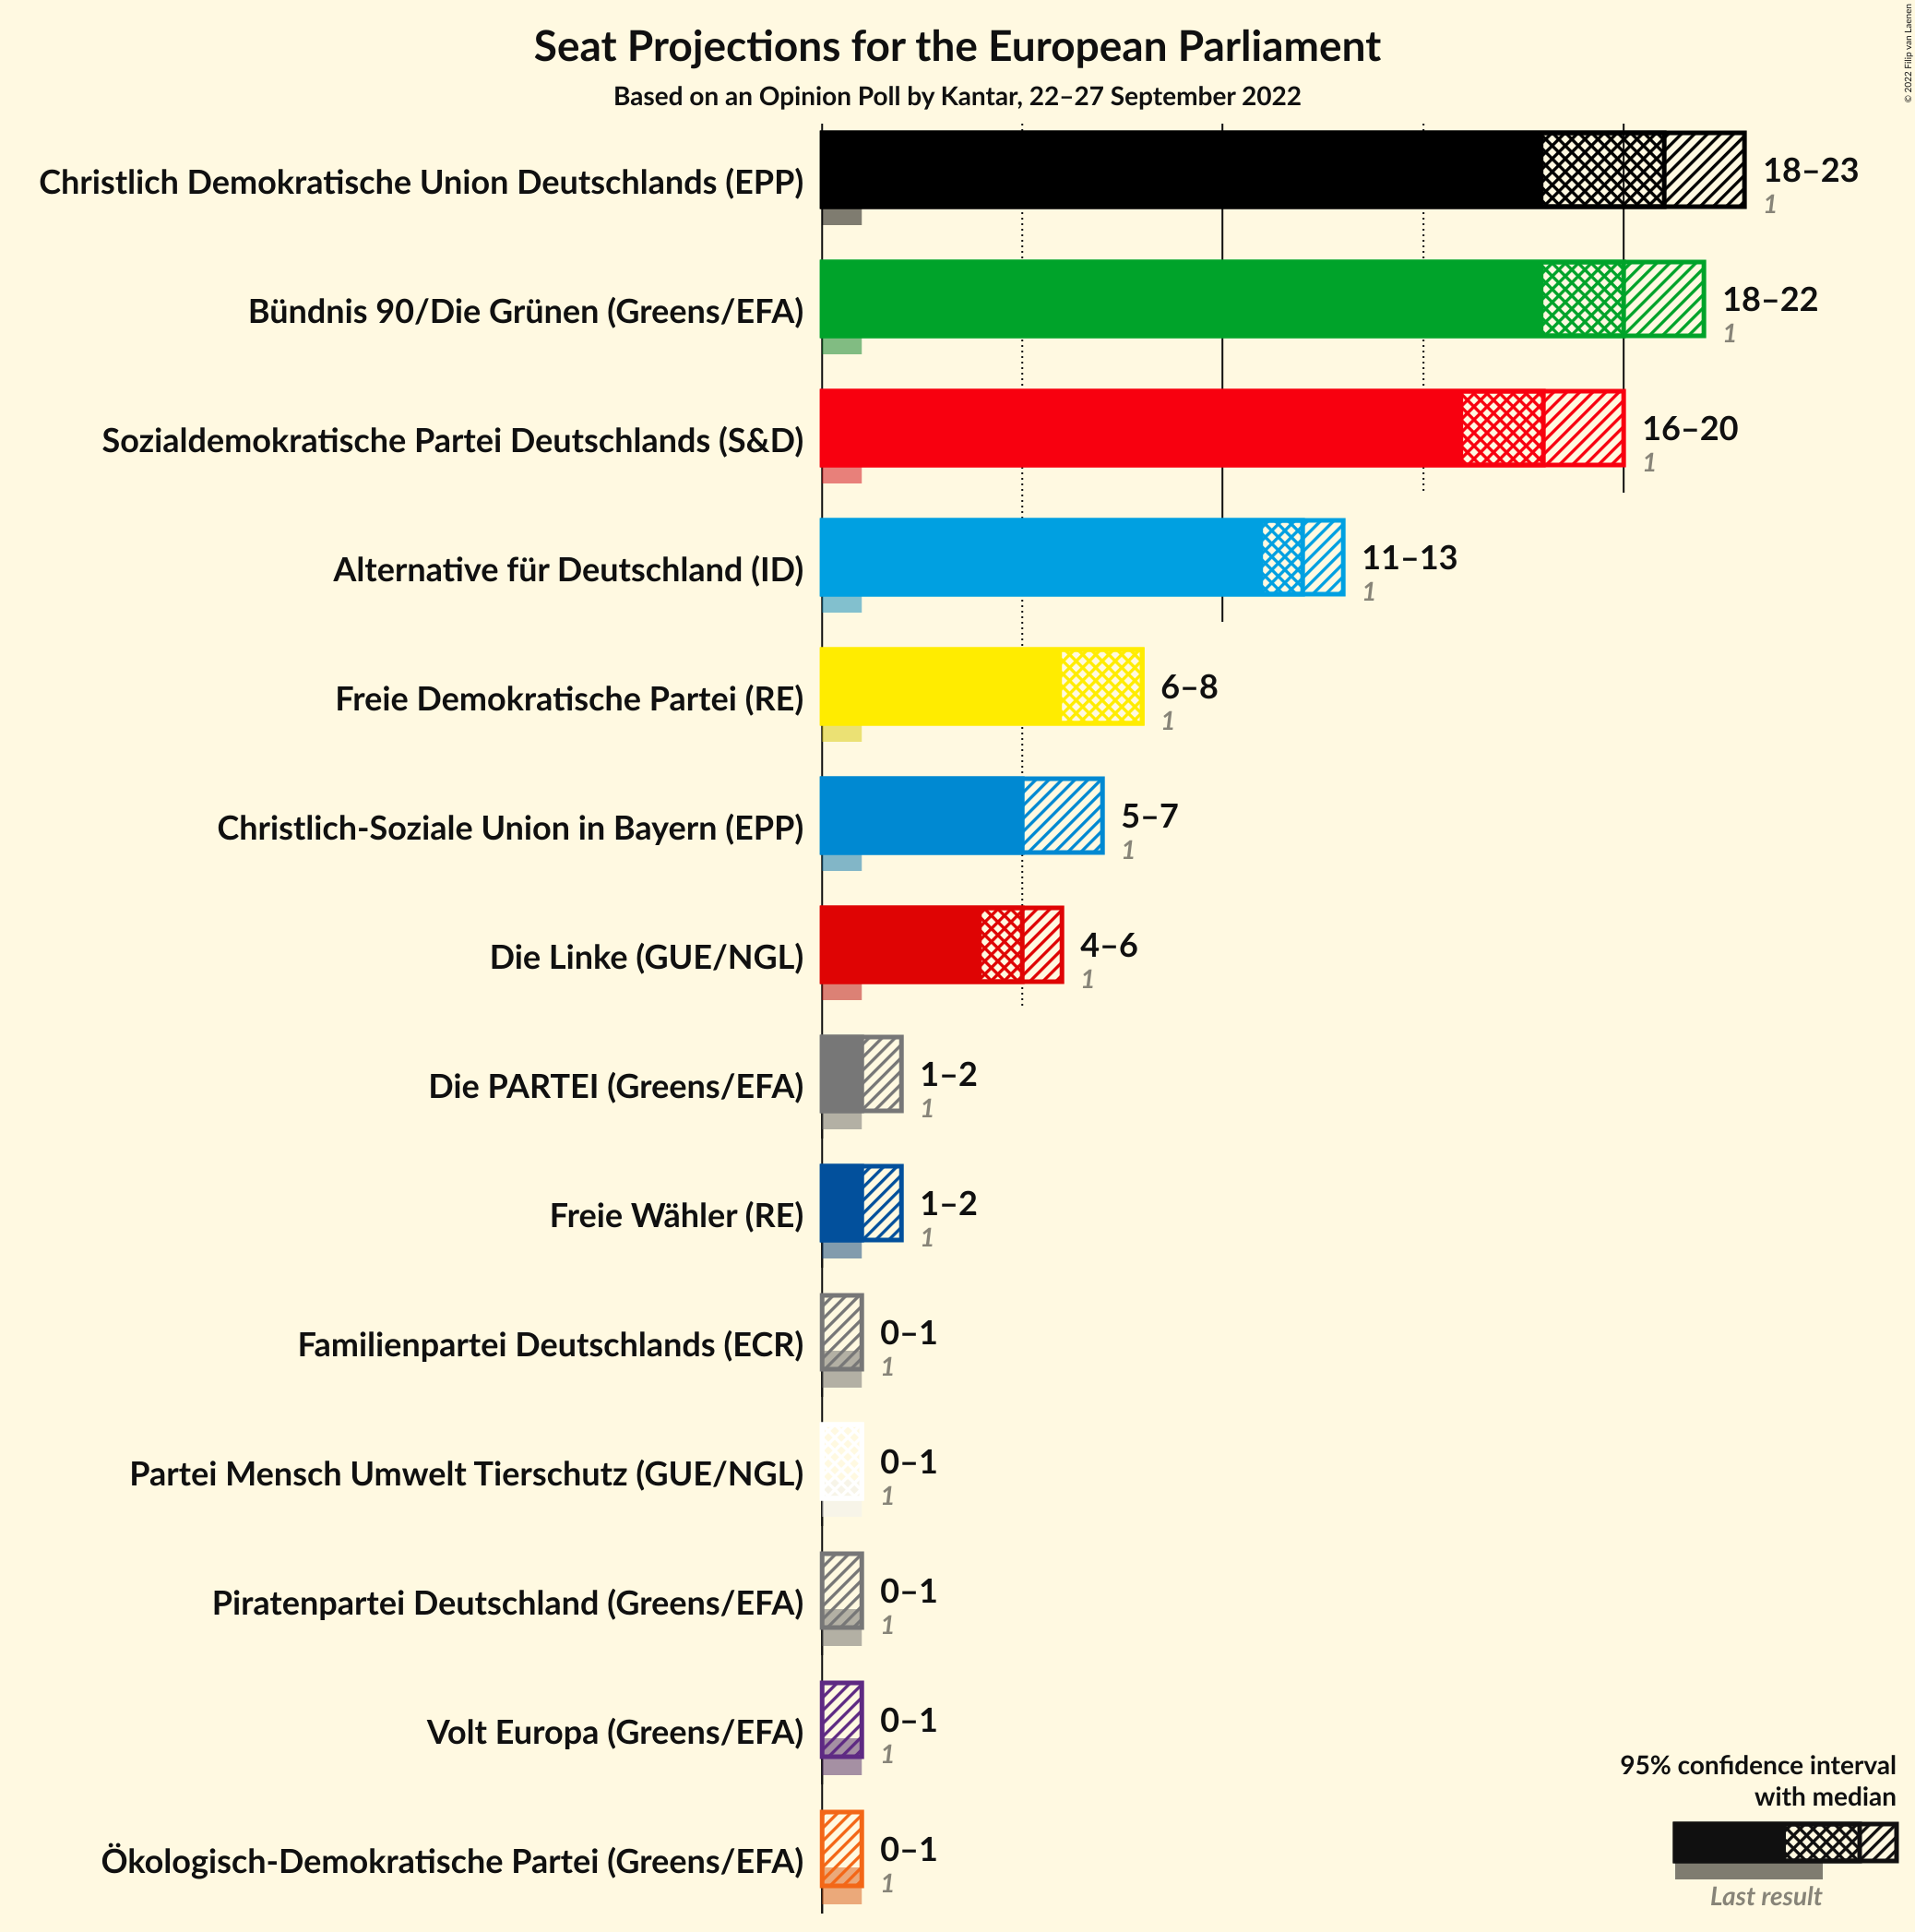 Seat Projections for the European Parliament
Based on an Opinion Poll by Kantar, 22–27 September 2022
© 2022 Filip van Laenen
Christlich Demokratische Union Deutschlands (EPP)
18–23
1
Bündnis 90/Die Grünen (Greens/EFA)
18–22
1
Sozialdemokratische Partei Deutschlands (S&D)
16–20
1
Alternative für Deutschland (ID)
11–13
1
Freie Demokratische Partei (RE)
6–8
1
Christlich-Soziale Union in Bayern (EPP)
5–7
1
Die Linke (GUE/NGL)
4–6
1
Die PARTEI (Greens/EFA)
1–2
1
Freie Wähler (RE)
1–2
1
Familienpartei Deutschlands (ECR)
0–1
1
Partei Mensch Umwelt Tierschutz (GUE/NGL)
0–1
1
Piratenpartei Deutschland (Greens/EFA)
0–1
1
Volt Europa (Greens/EFA)
0–1
1
Ökologisch-Demokratische Partei (Greens/EFA)
0–1
1
95% confidence interval
with median
Last result